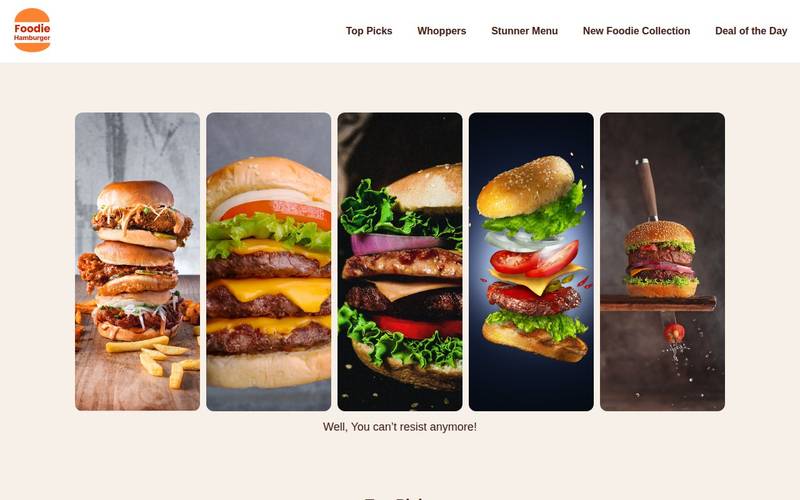 Foodie
Hamburger
Top Picks Whoppers Stunner Menu New Foodie Collection Deal of the Day
Well, You can't resist anymore!